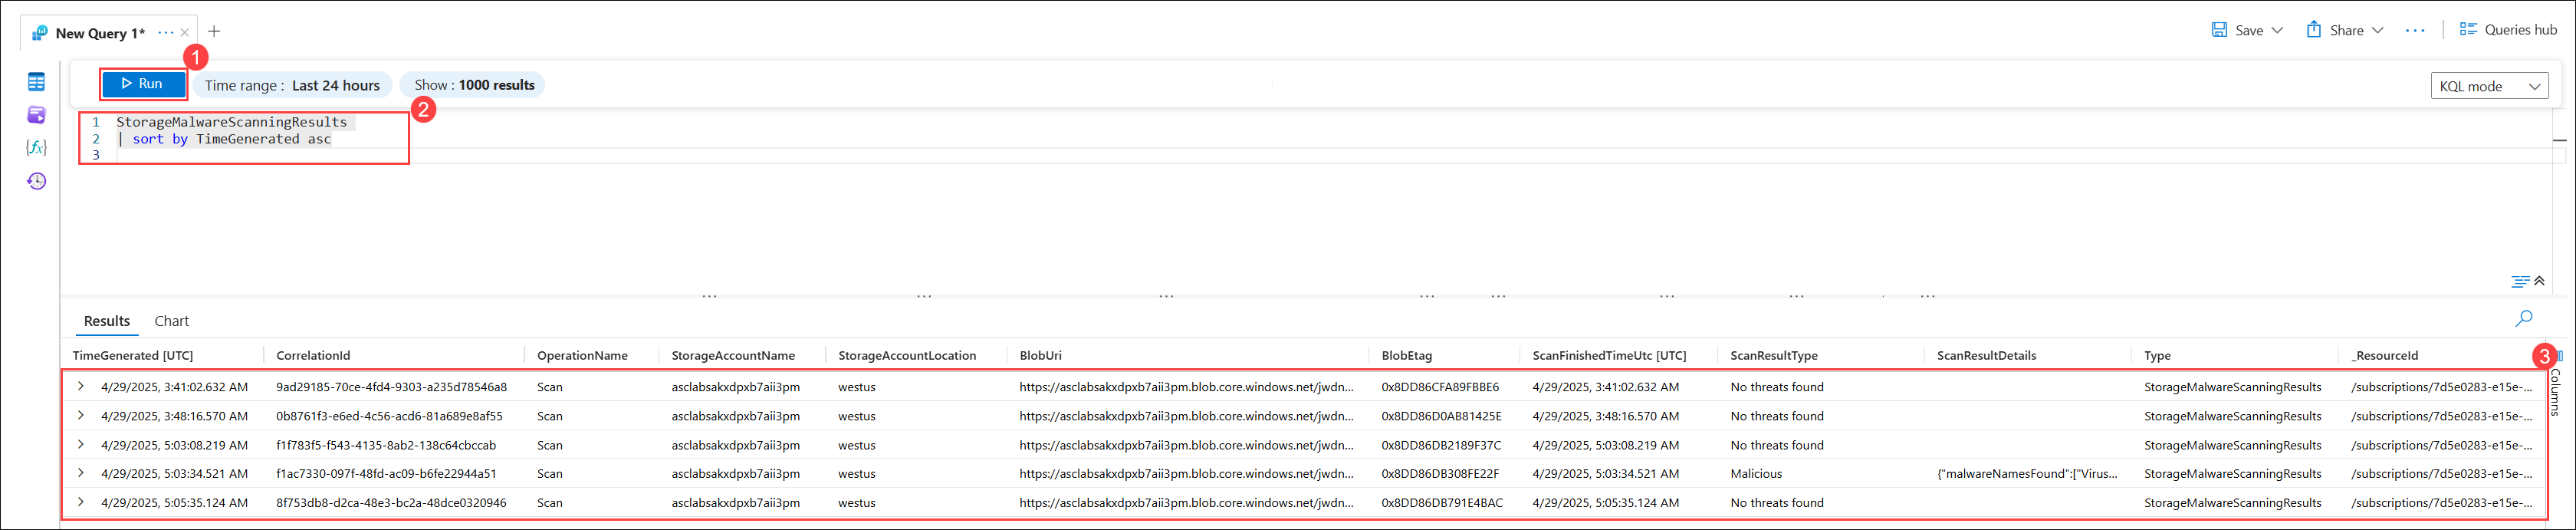 New Query 1* ··· × +
Save Share ··· Queries hub
1
Run Time range : Last 24 hours Show : 1000 results KQL mode
2
1 StorageMalwareScanningResults
2 | sort by TimeGenerated asc
3
{fx}
Results Chart
TimeGenerated [UTC] CorrelationId OperationName StorageAccountName StorageAccountLocation BlobUri BlobEtag ScanFinishedTimeUtc [UTC] ScanResultType ScanResultDetails Type _ResourceId
3
Columns
4/29/2025, 3:41:02.632 AM 9ad29185-70ce-4fd4-9303-a235d78546a8 Scan asclabsakxdpxb7aii3pm westus https://asclabsakxdpxb7aii3pm.blob.core.windows.net/jwdn... 0x8DD86CFA89FBBE6 4/29/2025, 3:41:02.632 AM No threats found StorageMalwareScanningResults /subscriptions/7d5e0283-e15e-...
4/29/2025, 3:48:16.570 AM 0b8761f3-e6ed-4c56-acd6-81a689e8af55 Scan asclabsakxdpxb7aii3pm westus https://asclabsakxdpxb7aii3pm.blob.core.windows.net/jwdn... 0x8DD86D0AB81425E 4/29/2025, 3:48:16.570 AM No threats found StorageMalwareScanningResults /subscriptions/7d5e0283-e15e-...
4/29/2025, 5:03:08.219 AM f1f783f5-f543-4135-8ab2-138c64cbccab Scan asclabsakxdpxb7aii3pm westus https://asclabsakxdpxb7aii3pm.blob.core.windows.net/jwdn... 0x8DD86DB2189F37C 4/29/2025, 5:03:08.219 AM No threats found StorageMalwareScanningResults /subscriptions/7d5e0283-e15e-...
4/29/2025, 5:03:34.521 AM f1ac7330-097f-48fd-ac09-b6fe22944a51 Scan asclabsakxdpxb7aii3pm westus https://asclabsakxdpxb7aii3pm.blob.core.windows.net/jwdn... 0x8DD86DB308FE22F 4/29/2025, 5:03:34.521 AM Malicious {"malwareNamesFound":["Virus... StorageMalwareScanningResults /subscriptions/7d5e0283-e15e-...
4/29/2025, 5:05:35.124 AM 8f753db8-d2ca-48e3-bc2a-48dce0320946 Scan asclabsakxdpxb7aii3pm westus https://asclabsakxdpxb7aii3pm.blob.core.windows.net/jwdn... 0x8DD86DB791E4BAC 4/29/2025, 5:05:35.124 AM No threats found StorageMalwareScanningResults /subscriptions/7d5e0283-e15e-...